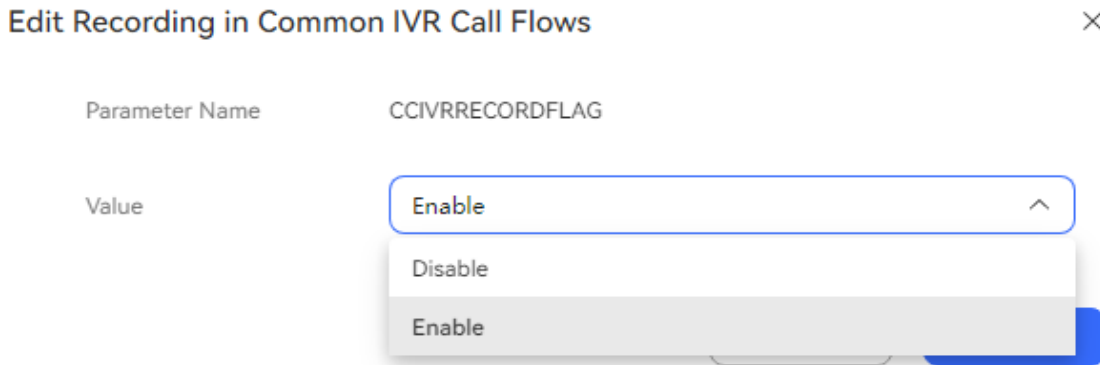 Edit Recording in Common IVR Call Flows
Parameter Name CCIVRRECORDFLAG
Value Enable
Disable
Enable